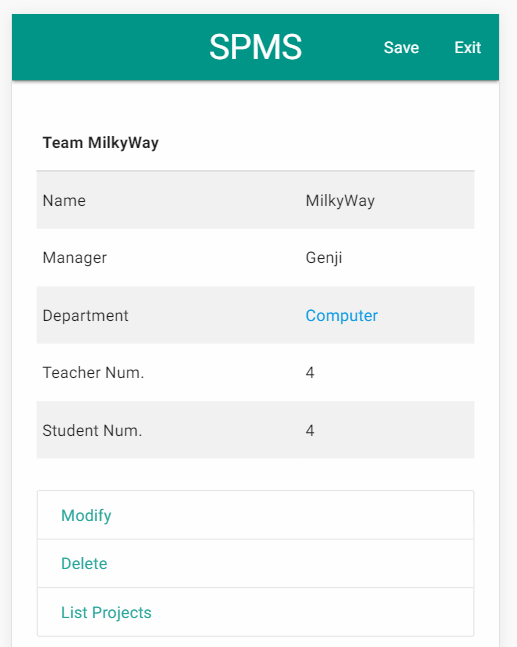 SPMS Save Exit
Team MilkyWay
Name MilkyWay
Manager Genji
Department Computer
Teacher Num. 4
Student Num. 4
Modify
Delete
List Projects